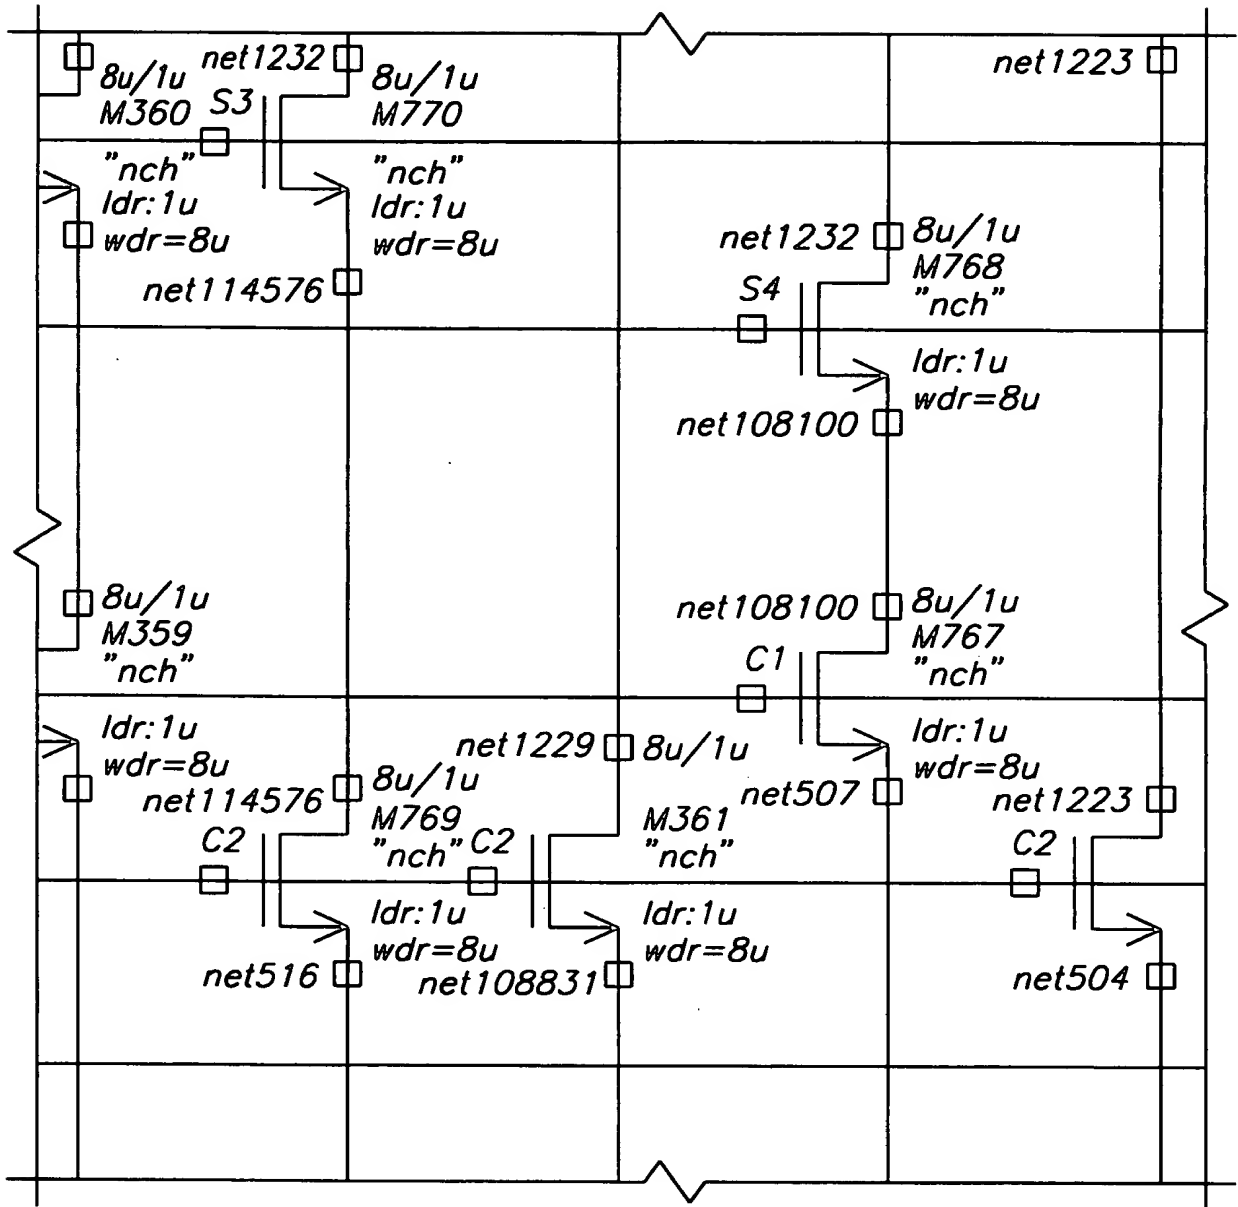 net1232
net1223
8u/1u
M360
S3
8u/1u
M770
"nch"
ldr:1u
wdr=8u
"nch"
ldr:1u
wdr=8u
net114576
net1232
8u/1u
M768
"nch"
S4
ldr:1u
wdr=8u
net108100
8u/1u
M359
"nch"
net108100
8u/1u
M767
"nch"
C1
ldr:1u
wdr=8u
net1229
8u/1u
ldr:1u
wdr=8u
net114576
8u/1u
M769
"nch"
C2
C2
M361
"nch"
net507
net1223
C2
ldr:1u
wdr=8u
ldr:1u
wdr=8u
net516
net108831
net504